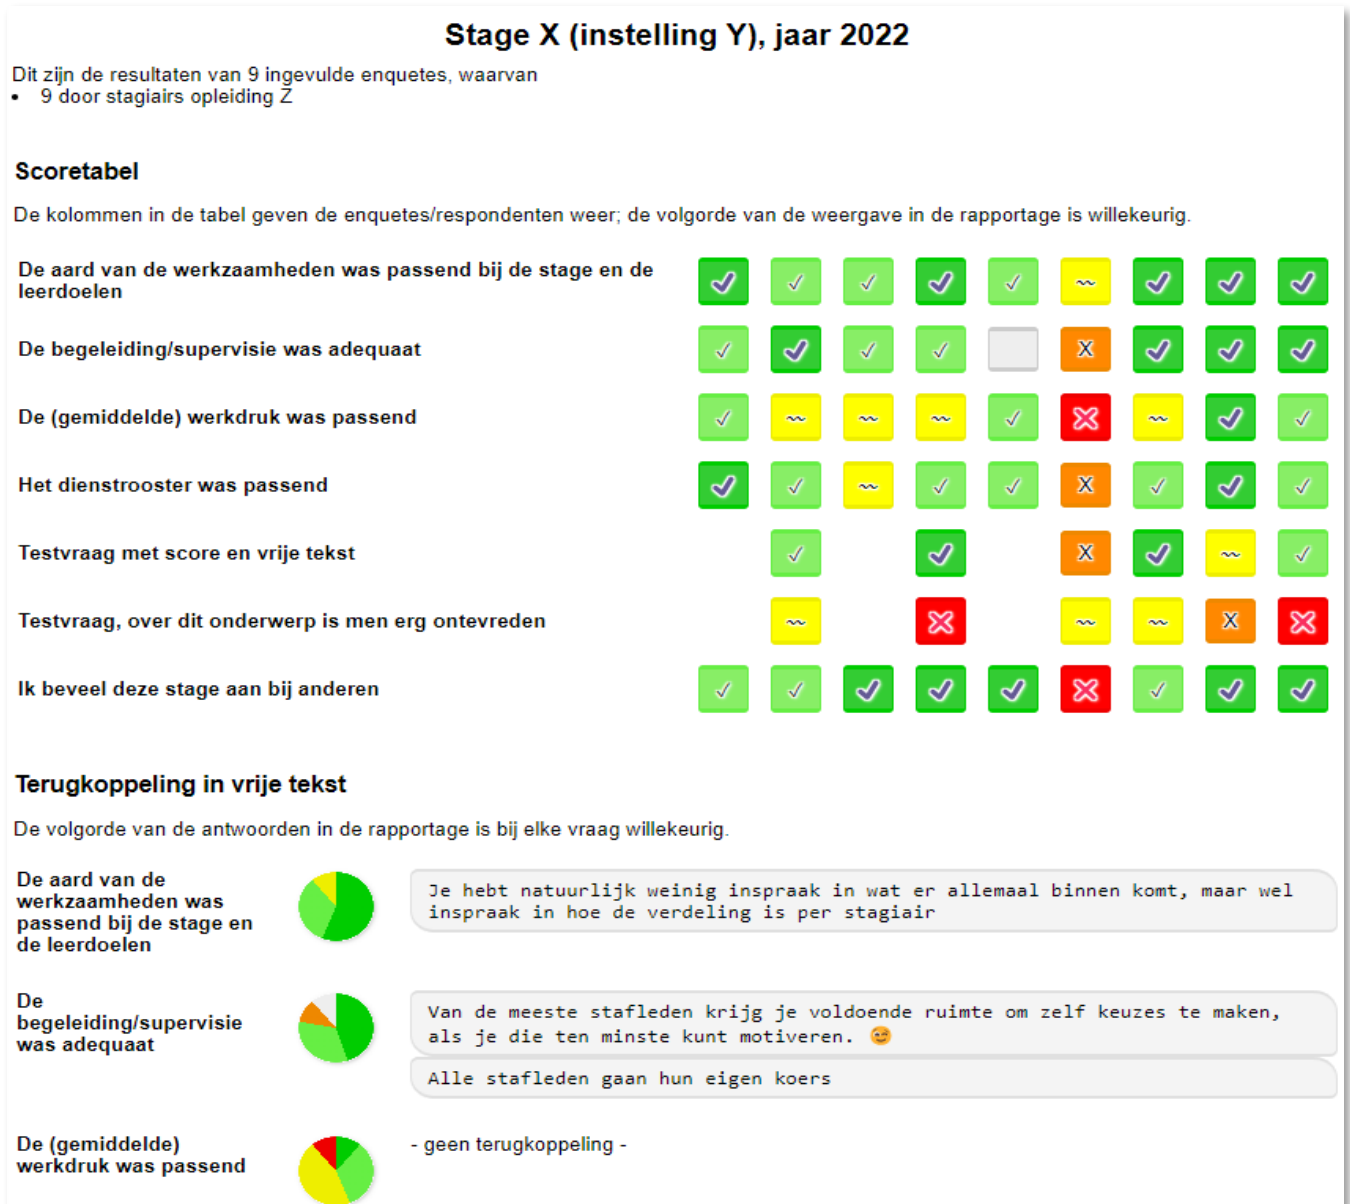 Stage X (instelling Y), jaar 2022
Dit zijn de resultaten van 9 ingevulde enquetes, waarvan
• 9 door stagiairs opleiding Z
Scoretabel
De kolommen in de tabel geven de enquetes/respondenten weer; de volgorde van de weergave in de rapportage is willekeurig.
De aard van de werkzaamheden was passend bij de stage en de
leerdoelen
De begeleiding/supervisie was adequaat
X
De (gemiddelde) werkdruk was passend
Het dienstrooster was passend
X
Testvraag met score en vrije tekst
X
Testvraag, over dit onderwerp is men erg ontevreden
X
Ik beveel deze stage aan bij anderen
Terugkoppeling in vrije tekst
De volgorde van de antwoorden in de rapportage is bij elke vraag willekeurig.
De aard van de
werkzaamheden was
passend bij de stage en
de leerdoelen
Je hebt natuurlijk weinig inspraak in wat er allemaal binnen komt, maar wel
inspraak in hoe de verdeling is per stagiair
De
begeleiding/supervisie
was adequaat
Van de meeste stafleden krijg je voldoende ruimte om zelf keuzes te maken,
als je die ten minste kunt motiveren. 😉
Alle stafleden gaan hun eigen koers
De (gemiddelde)
werkdruk was passend
- geen terugkoppeling -